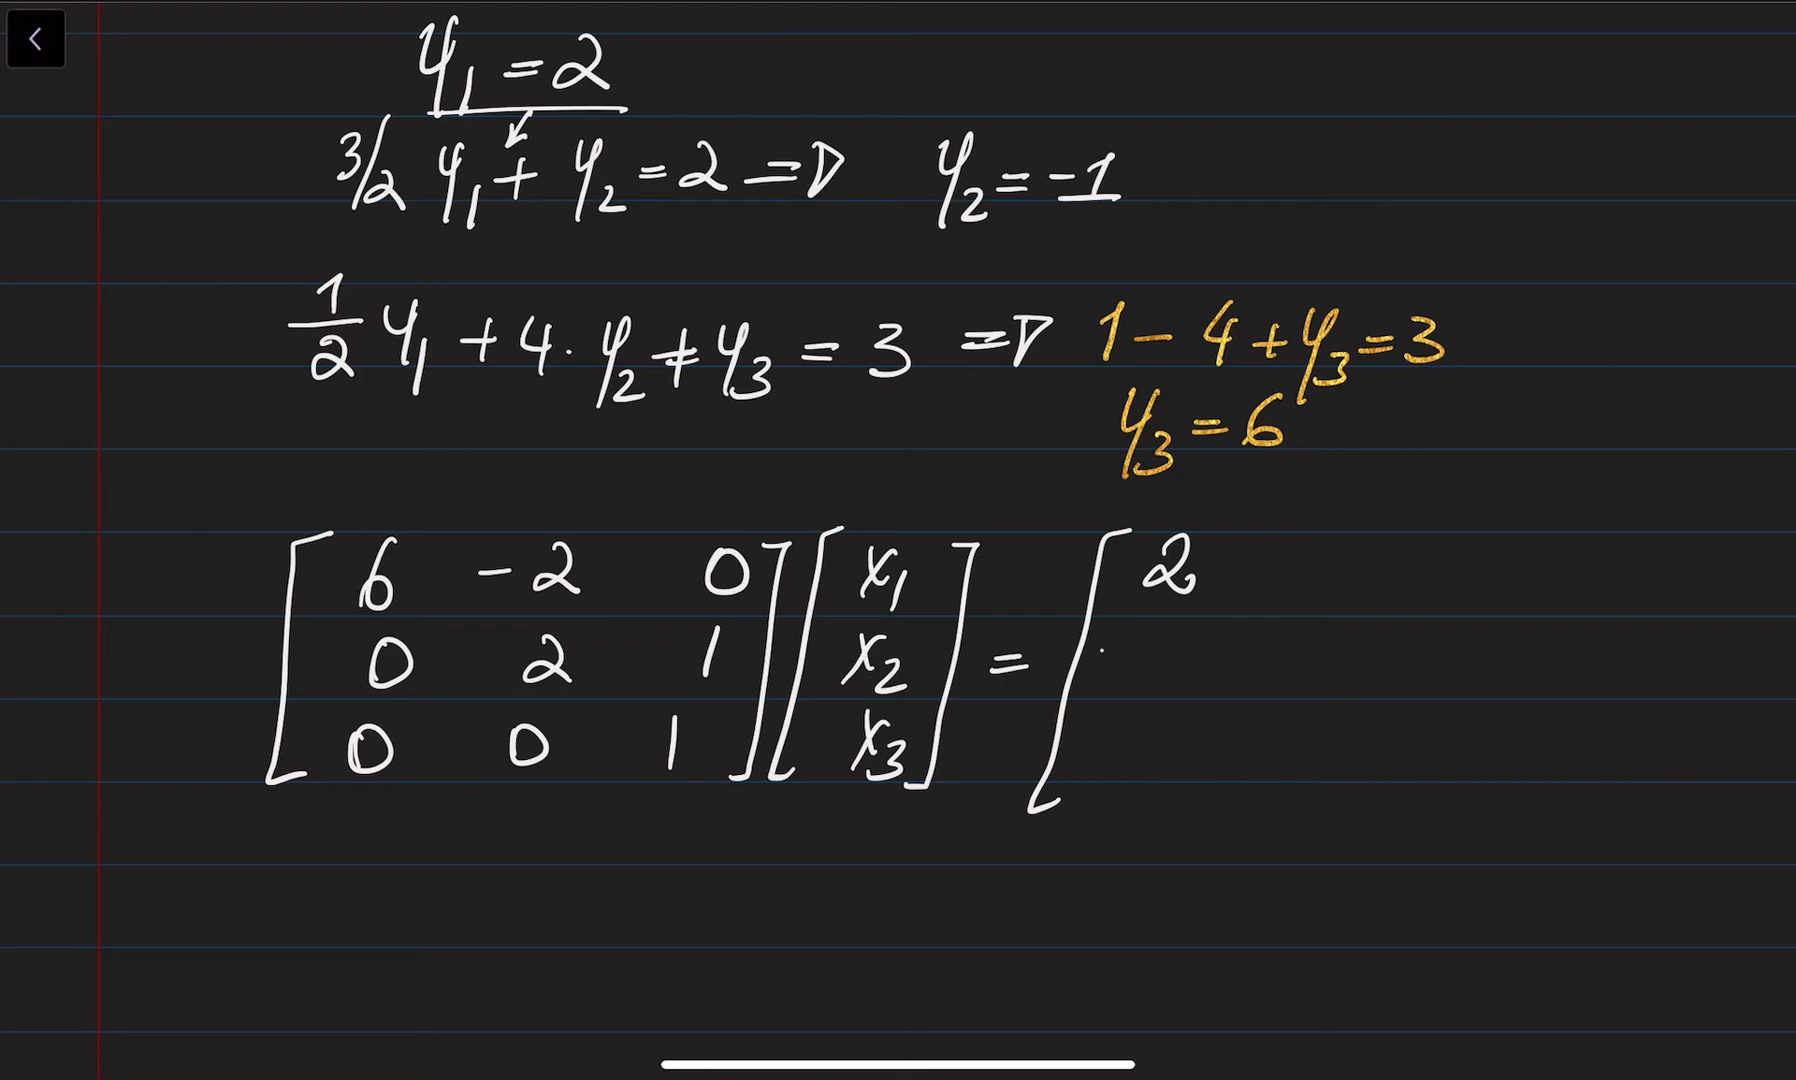 y₁ = 2
3/2 y₁ + y₂ = 2 => y₂ = -1
1/2 y₁ + 4 · y₂ + y₃ = 3 => 1 - 4 + y₃ = 3
y₃ = 6
[ 6 -2 0 ] [ x₁ ] = [ 2
0 2 1 x₂
0 0 1 x₃